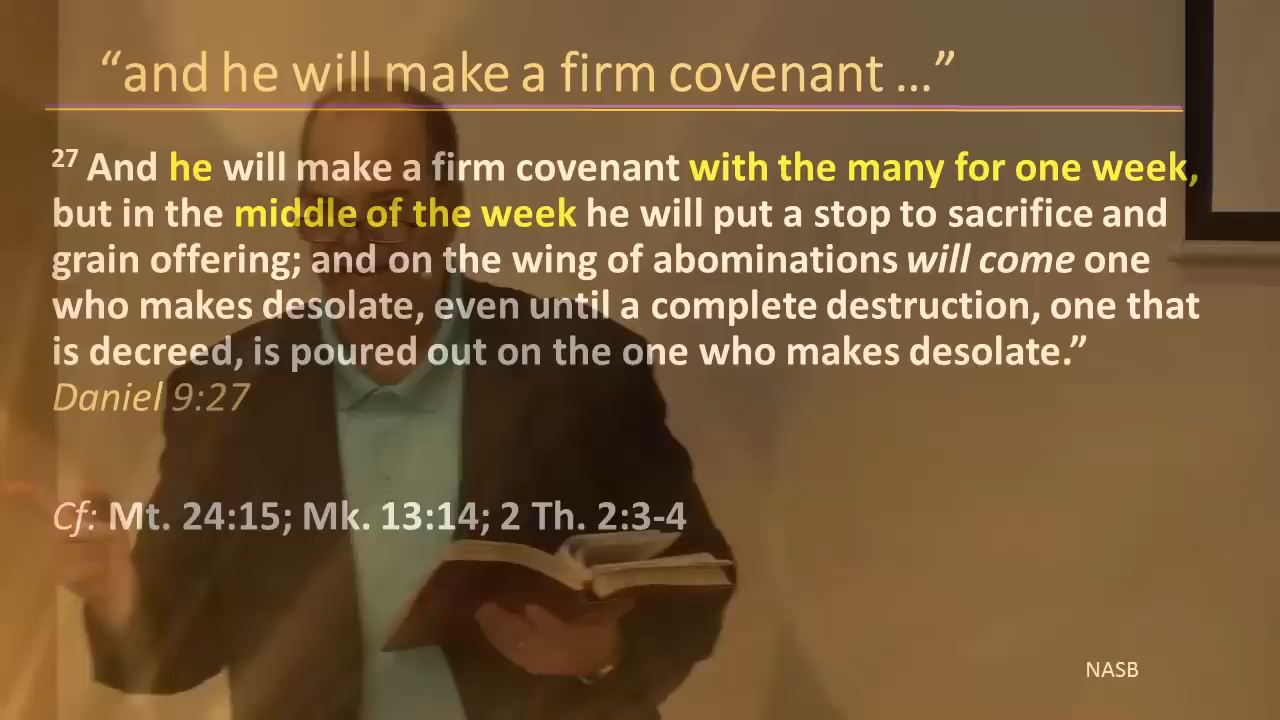 “and he will make a firm covenant ...”
27 And he will make a firm covenant with the many for one week,
but in the middle of the week he will put a stop to sacrifice and
grain offering; and on the wing of abominations will come one
who makes desolate, even until a complete destruction, one that
is decreed, is poured out on the one who makes desolate.”
Daniel 9:27
Cf: Mt. 24:15; Mk. 13:14; 2 Th. 2:3-4
NASB